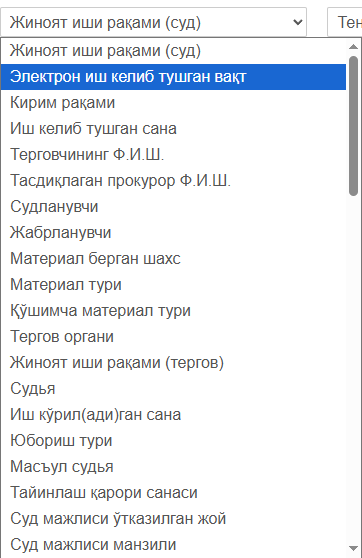 Жиноят иши рақами (суд)
Тен
Жиноят иши рақами (суд)
Электрон иш келиб тушган вақт
Кирим рақами
Иш келиб тушган сана
Терговчининг Ф.И.Ш.
Тасдиқлаган прокурор Ф.И.Ш.
Судланувчи
Жабрланувчи
Материал берган шахс
Материал тури
Қўшимча материал тури
Тергов органи
Жиноят иши рақами (тергов)
Судья
Иш кўрил(ади)ган сана
Юбориш тури
Масъул судья
Тайинлаш қарори санаси
Суд мажлиси ўтказилган жой
Суд мажлиси манзили